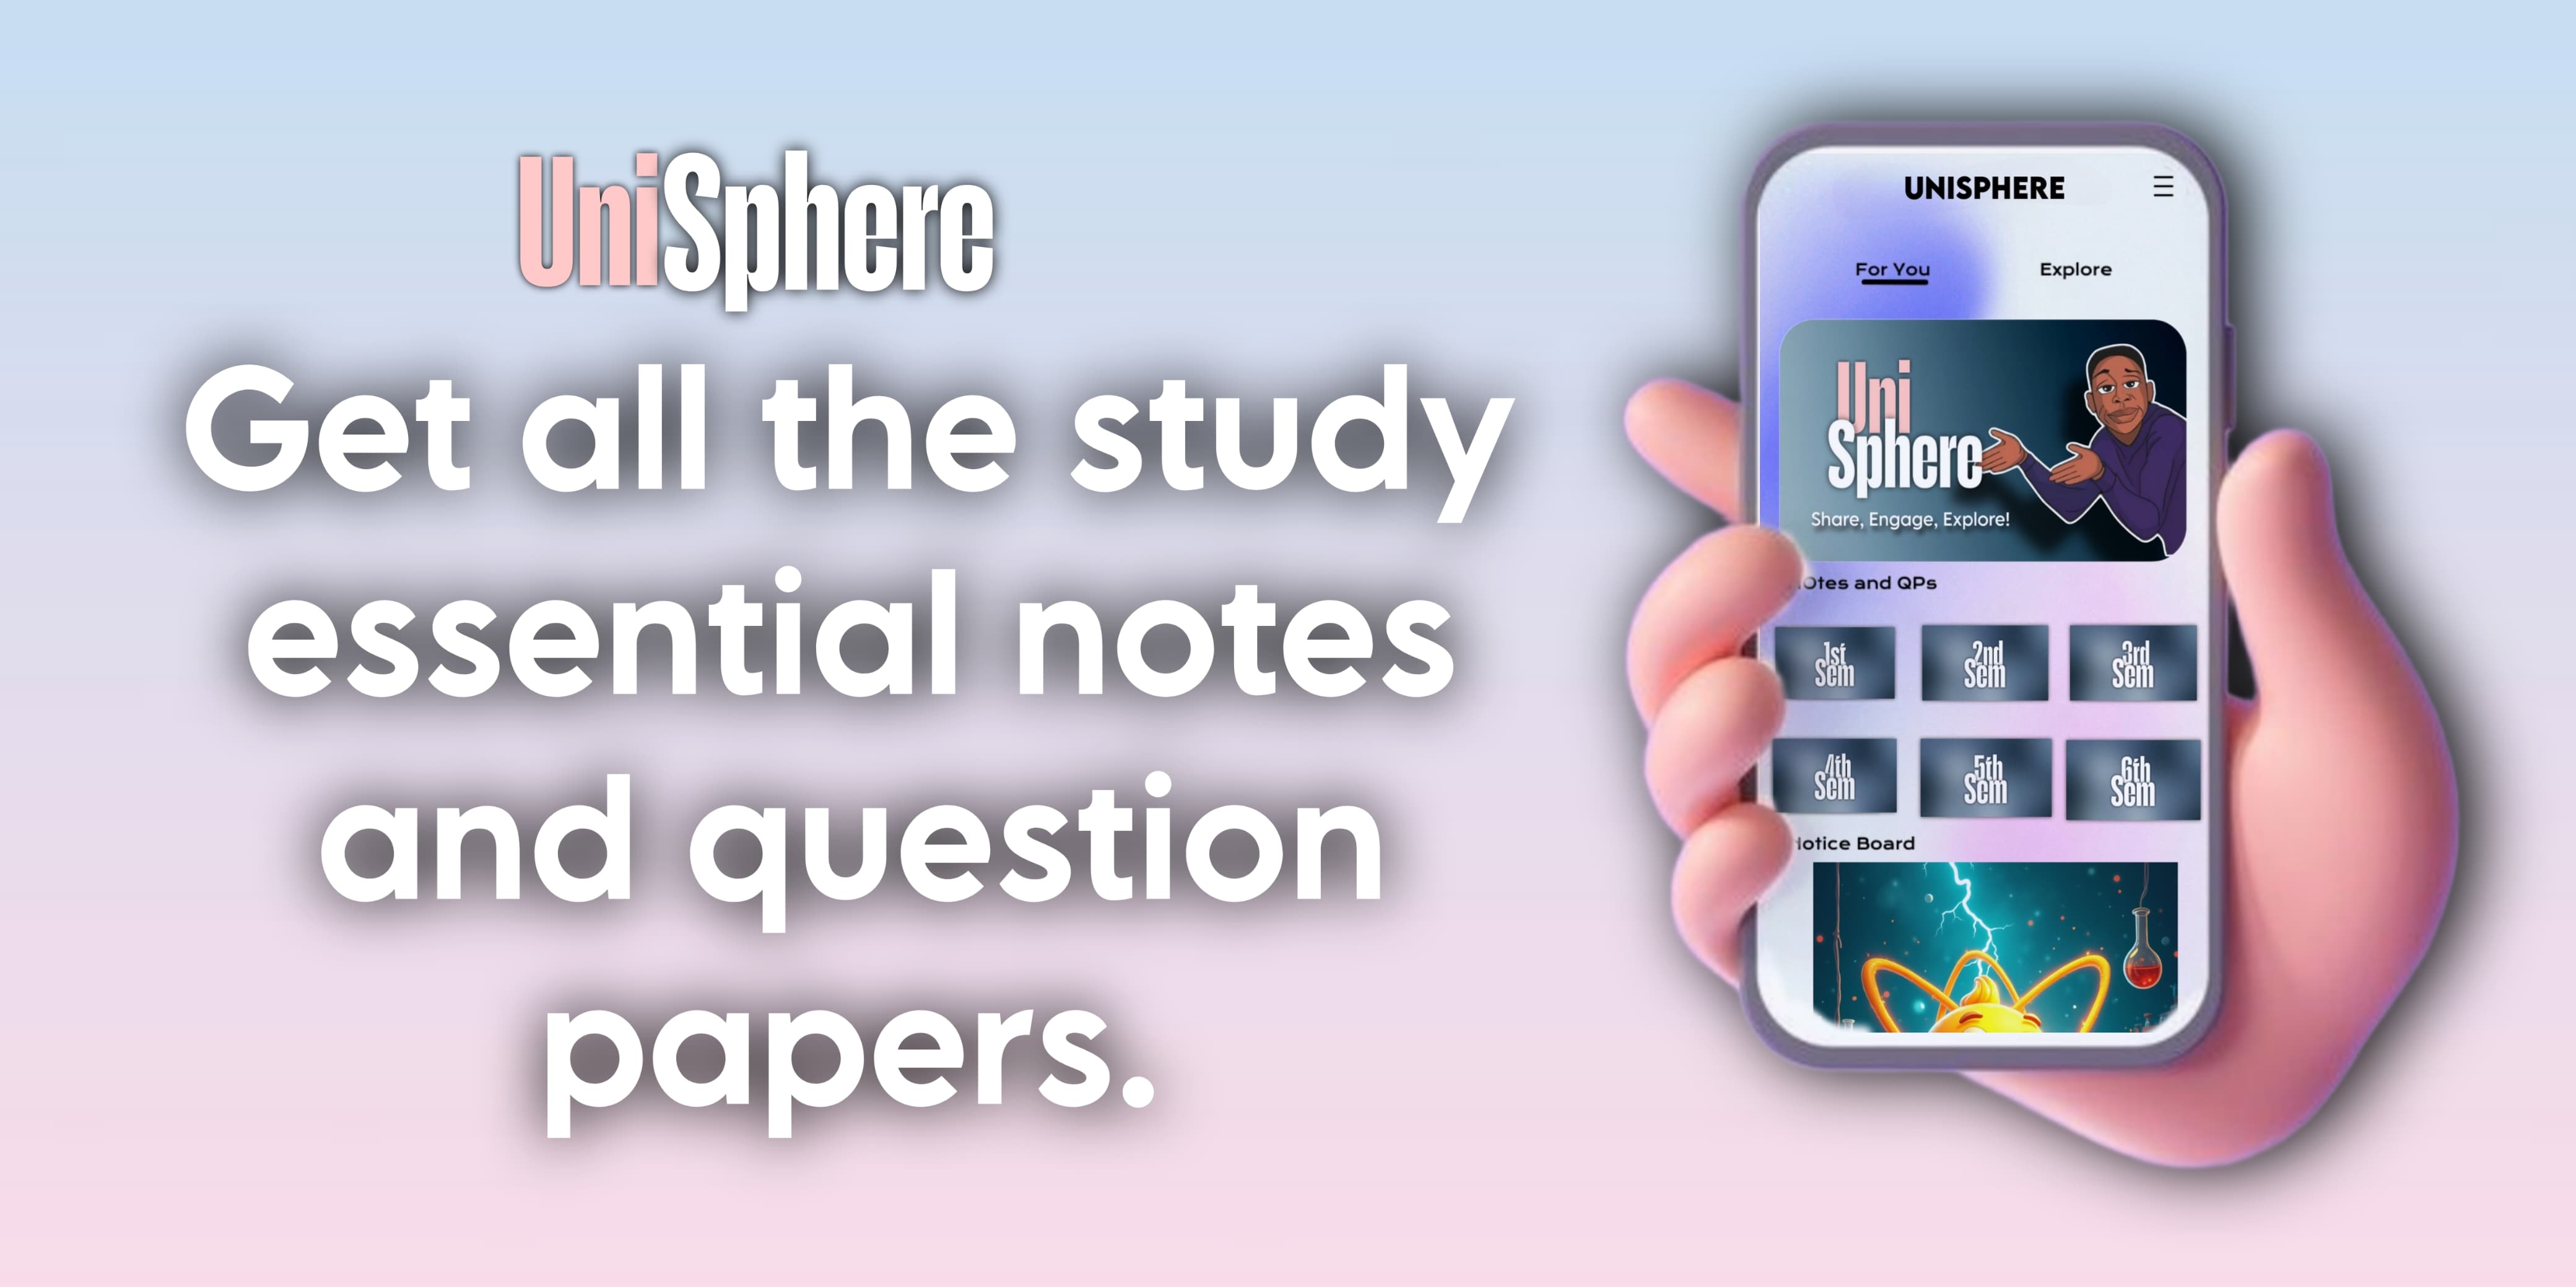 UniSphere
Get all the study
essential notes
and question
papers.
UNISPHERE
For You Explore
Uni
Sphere
Share, Engage, Explore!
otes and QPs
1st
Sem
2nd
Sem
3rd
Sem
4th
Sem
5th
Sem
6th
Sem
otice Board